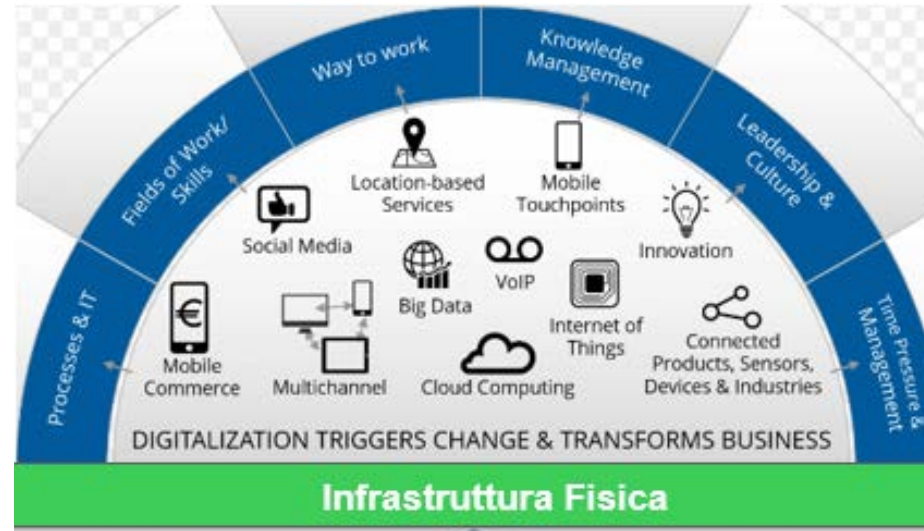 Way to work
Knowledge
Management
Fields of Work/
Skills
Leadership &
Culture
Processes & IT
Time Pressure &
Management
Location-based
Services
Mobile
Touchpoints
Social Media
Innovation
Big Data
VoIP
Internet of
Things
€
Mobile
Commerce
Multichannel
Cloud Computing
Connected
Products, Sensors,
Devices & Industries
DIGITALIZATION TRIGGERS CHANGE & TRANSFORMS BUSINESS
Infrastruttura Fisica